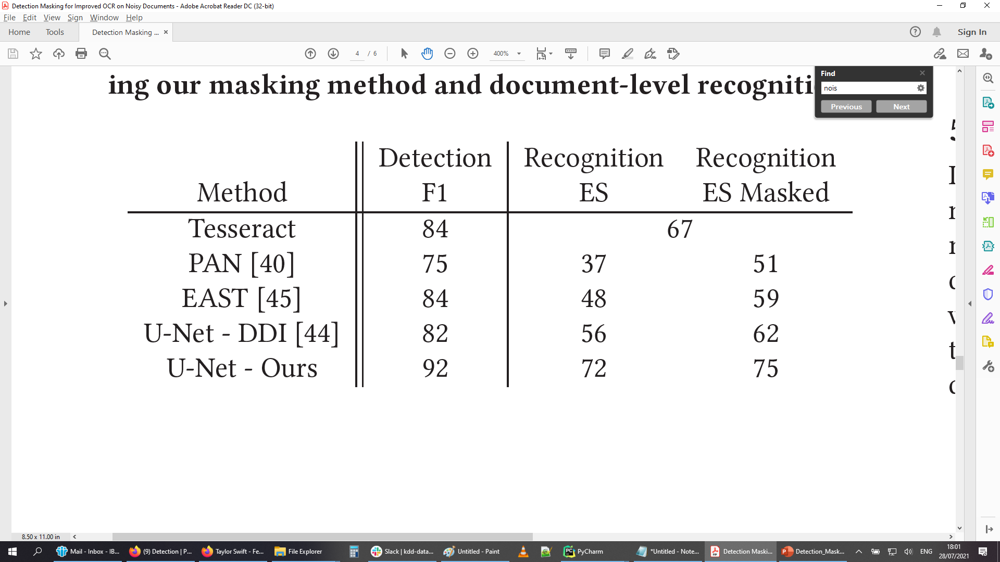 Detection Masking for Improved OCR on Noisy Documents - Adobe Acrobat Reader DC (32-bit)
File Edit View Sign Window Help
Home Tools Detection Masking ... ×
Sign In
4 / 6
400%
Find
nois
Previous Next
ing our masking method and document-level recogniti
Detection Recognition Recognition
Method F1 ES ES Masked
Tesseract 84 67
PAN [40] 75 37 51
EAST [45] 84 48 59
U-Net - DDI [44] 82 56 62
U-Net - Ours 92 72 75
8.50 x 11.00 in
Mail - Inbox - IB... (9) Detection | P... Taylor Swift - Fe... File Explorer Slack | kdd-data... Untitled - Paint PyCharm *Untitled - Note... Detection Maski... Detection_Mask... ENG 18:01
28/07/2021